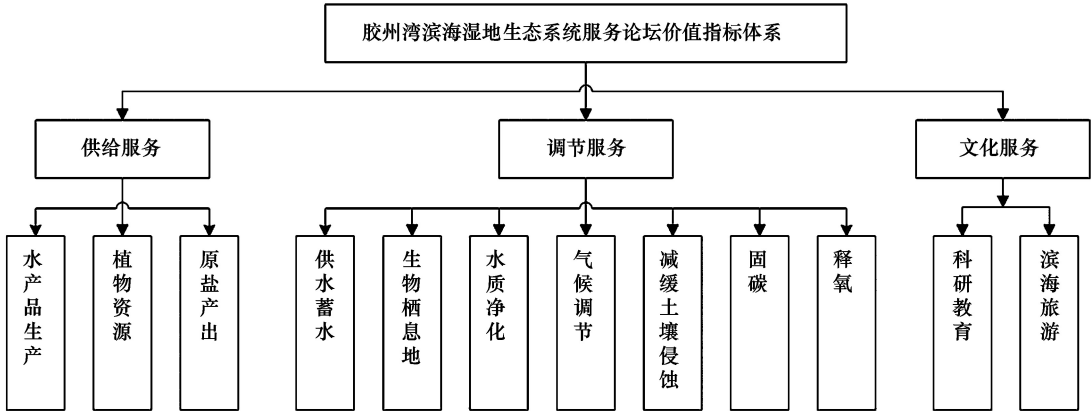 胶州湾滨海湿地生态系统服务论坛价值指标体系
供给服务
调节服务
文化服务
水产品生产
植物资源
原盐产出
供水蓄水
生物栖息地
水质净化
气候调节
减缓土壤侵蚀
固碳
释氧
科研教育
滨海旅游